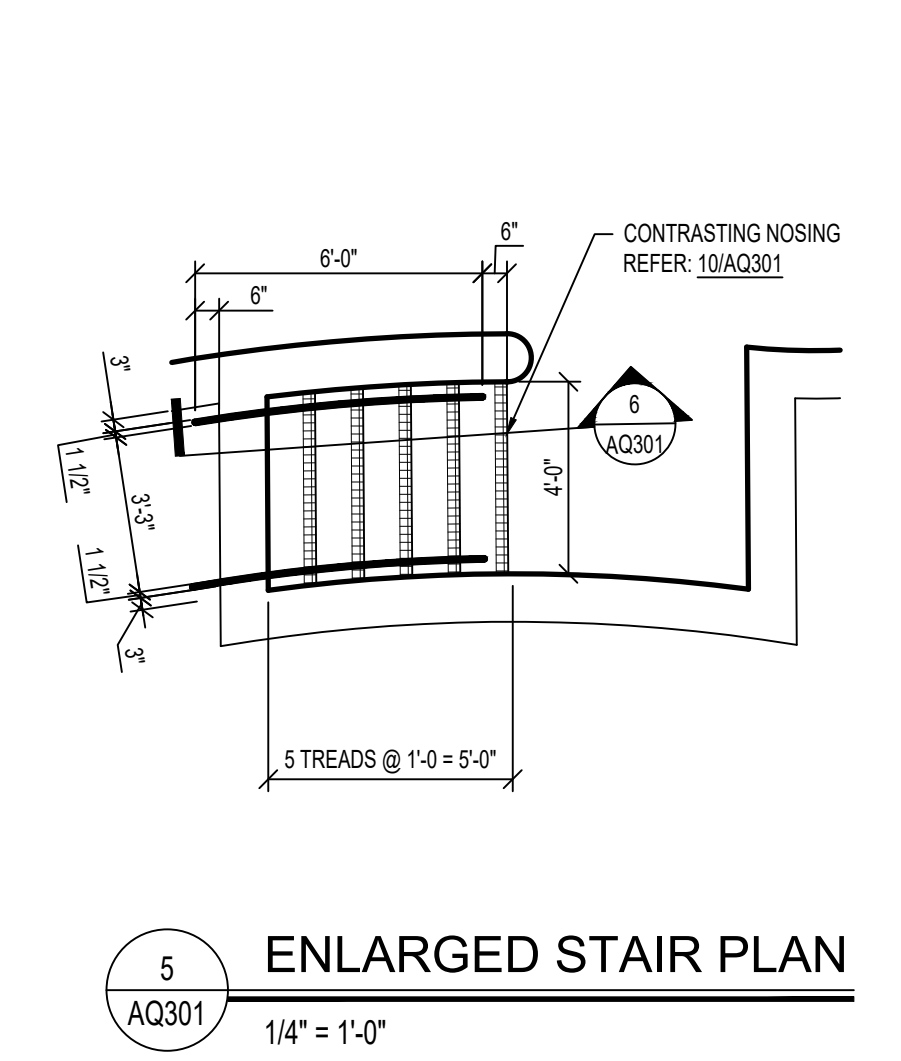 6"
CONTRASTING NOSING
REFER: 10/AQ301
6'-0"
6"
3"
6
AQ301
1 1/2"
3'-3"
4'-0"
1 1/2"
3"
5 TREADS @ 1'-0 = 5'-0"
5
AQ301
ENLARGED STAIR PLAN
1/4" = 1'-0"